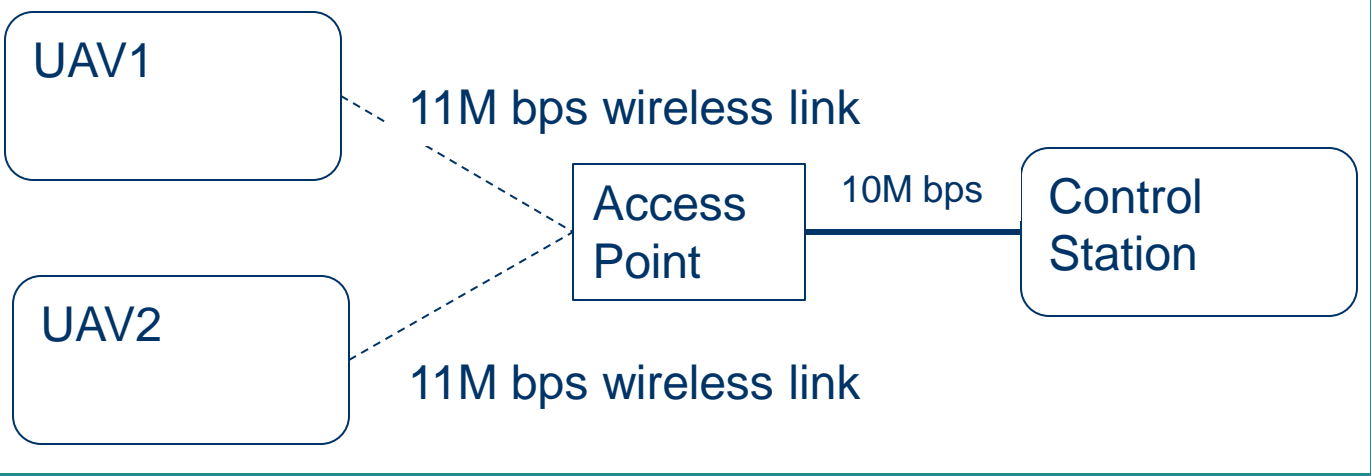 UAV1
11M bps wireless link
Access
Point
10M bps
Control
Station
UAV2
11M bps wireless link